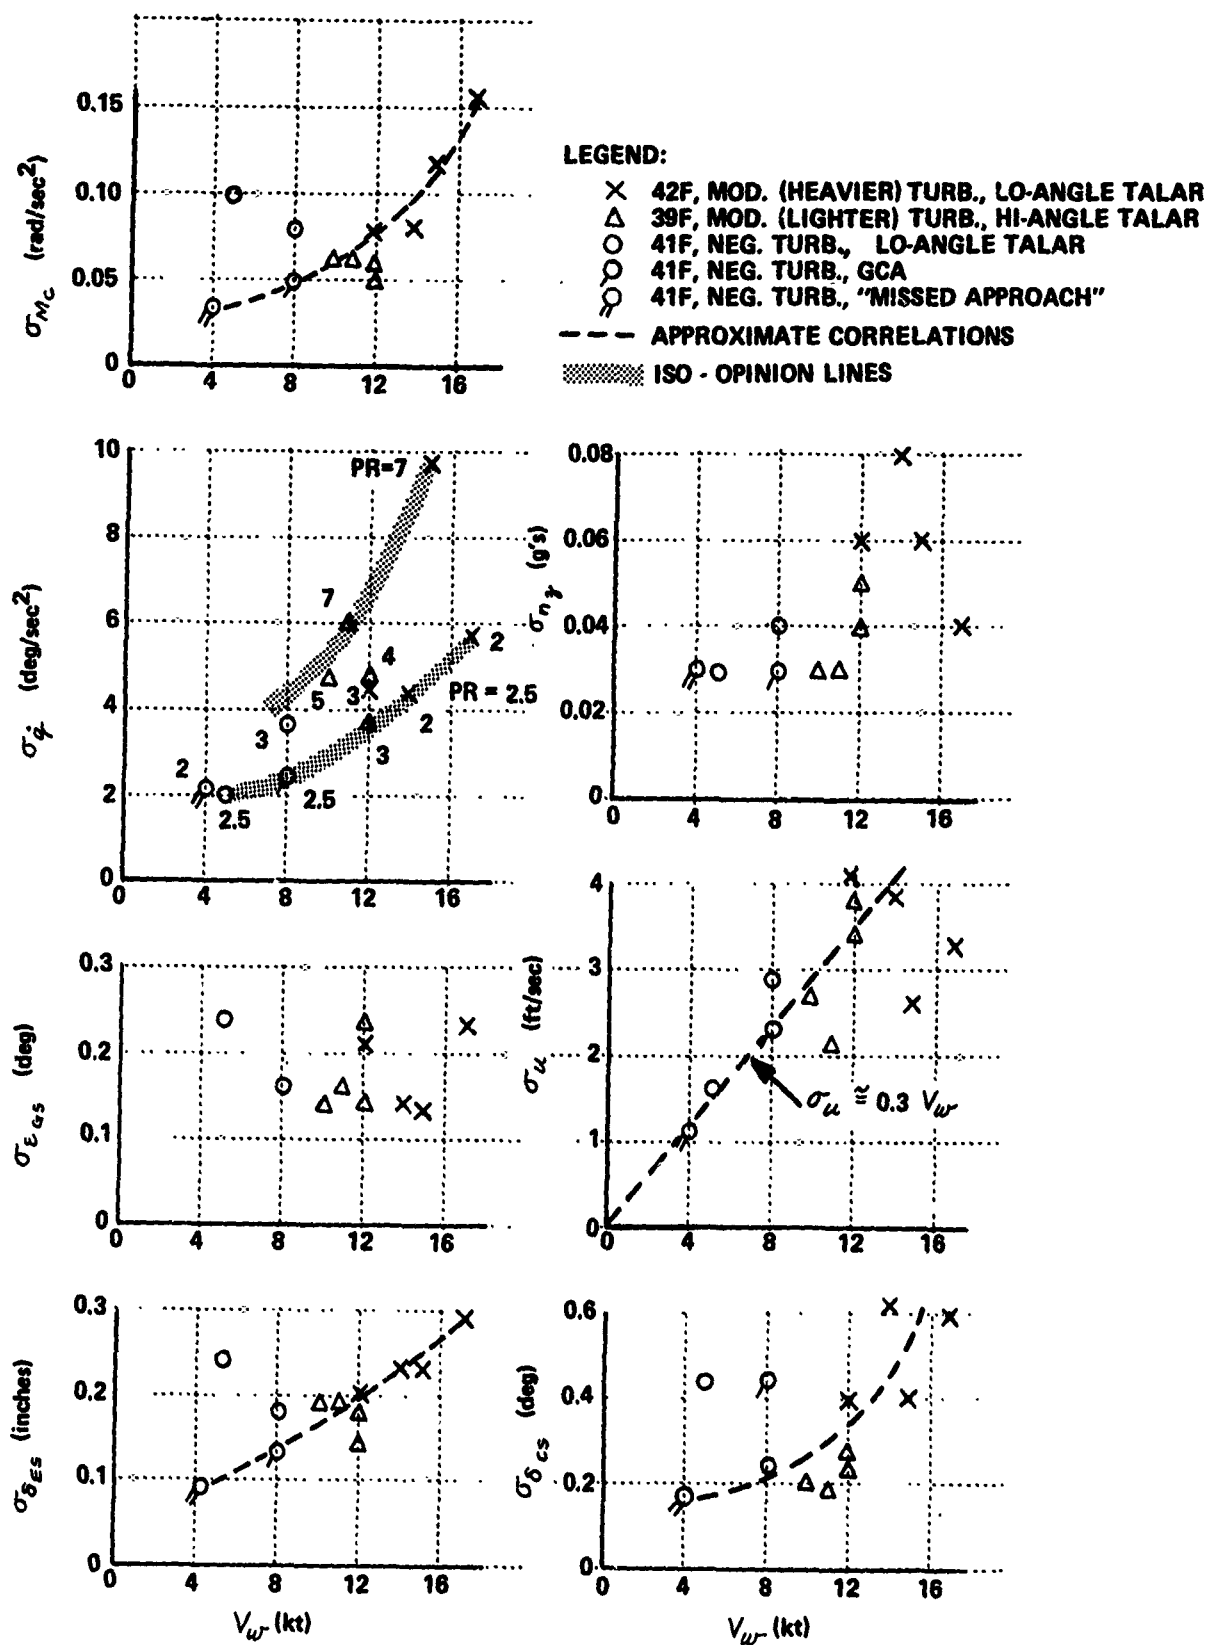 0.15
0.10
0.05
0
σ_Mc (rad/sec²)
0 4 8 12 16
LEGEND:
X 42F, MOD. (HEAVIER) TURB., LO-ANGLE TALAR
△ 39F, MOD. (LIGHTER) TURB., HI-ANGLE TALAR
O 41F, NEG. TURB., LO-ANGLE TALAR
O 41F, NEG. TURB., GCA
O 41F, NEG. TURB., "MISSED APPROACH"
--- APPROXIMATE CORRELATIONS
ISO - OPINION LINES
10
8
6
4
2
0
σ_q̇ (deg/sec²)
PR=7
7
4
5
3
2
PR = 2.5
3
2
3
2
2.5
2.5
0 4 8 12 16
0.08
0.06
0.04
0.02
0
σ_nz (g's)
0 4 8 12 16
0.3
0.2
0.1
0
σ_εGS (deg)
0 4 8 12 16
4
3
2
1
0
σ_u (ft/sec)
σ_u ≅ 0.3 V_w
0 4 8 12 16
0.3
0.2
0.1
0
σ_δES (inches)
0 4 8 12 16
V_w (kt)
0.6
0.4
0.2
0
σ_δCS (deg)
0 4 8 12 16
V_w (kt)